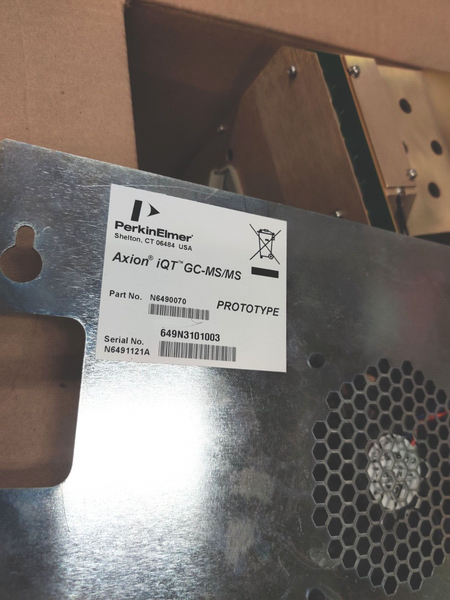 PerkinElmer®
Shelton, CT 06484 USA
Axion® iQT™ GC-MS/MS
Part No. N6490070
PROTOTYPE
649N3101003
Serial No.
N6491121A